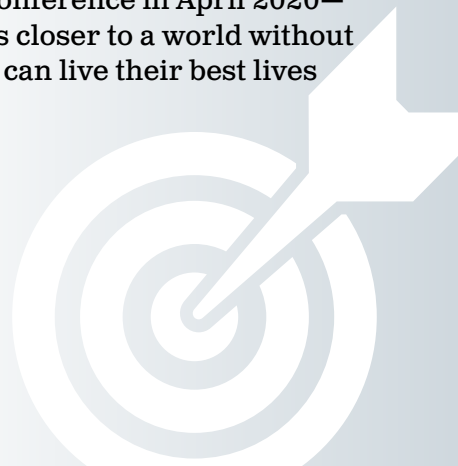 onference in April 2020—
s closer to a world without
can live their best lives